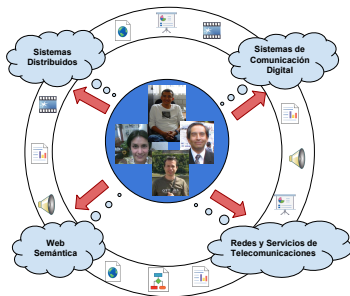 Sistemas
Distribuidos
Sistemas de
Comunicación
Digital
Web
Semántica
Redes y Servicios de
Telecomunicaciones